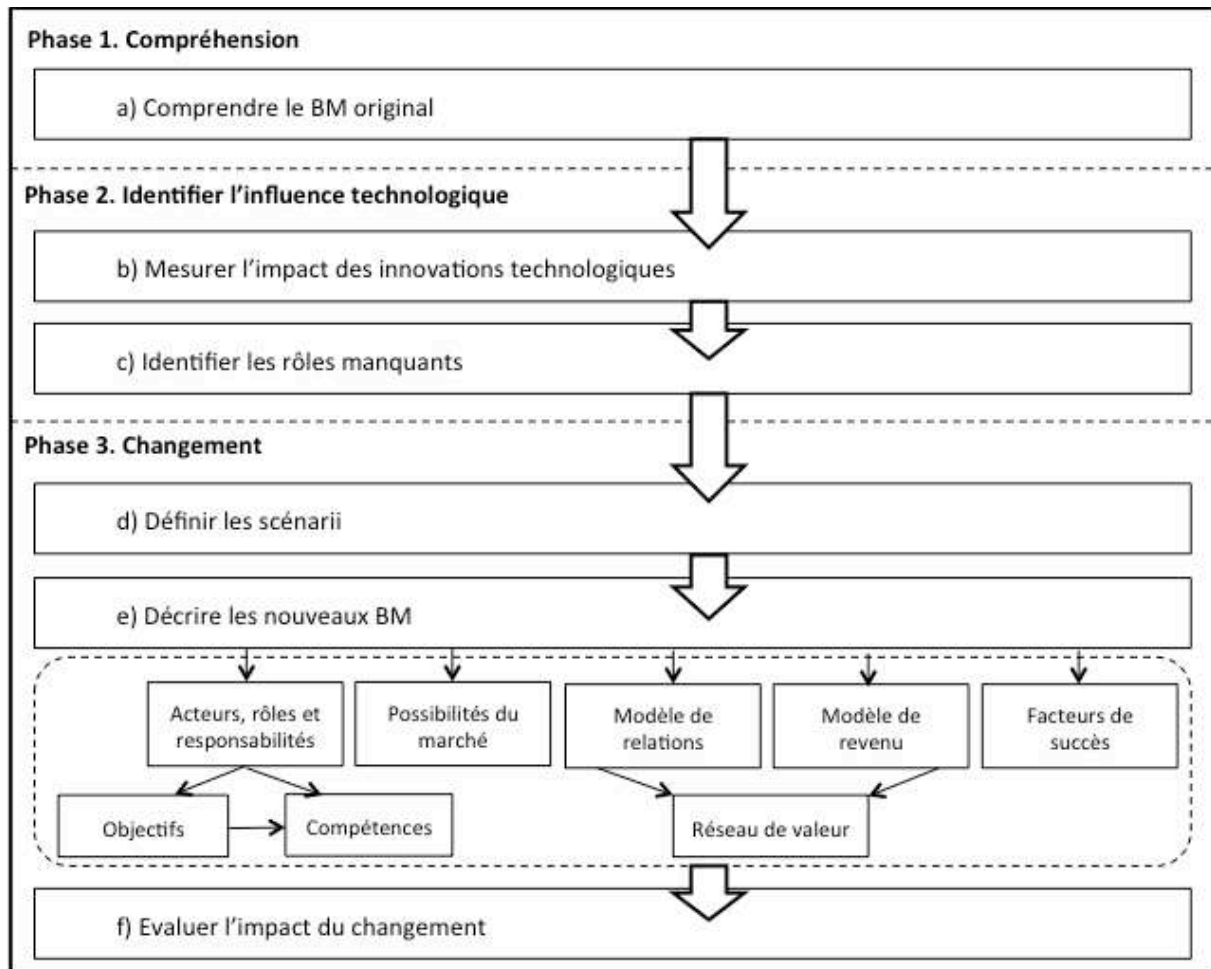 Phase 1. Compréhension
a) Comprendre le BM original
Phase 2. Identifier l’influence technologique
b) Mesurer l’impact des innovations technologiques
c) Identifier les rôles manquants
Phase 3. Changement
d) Définir les scénarii
e) Décrire les nouveaux BM
Acteurs, rôles et
responsabilités
Possibilités du
marché
Modèle de
relations
Modèle de
revenu
Facteurs de
succès
Objectifs
Compétences
Réseau de valeur
f) Evaluer l’impact du changement